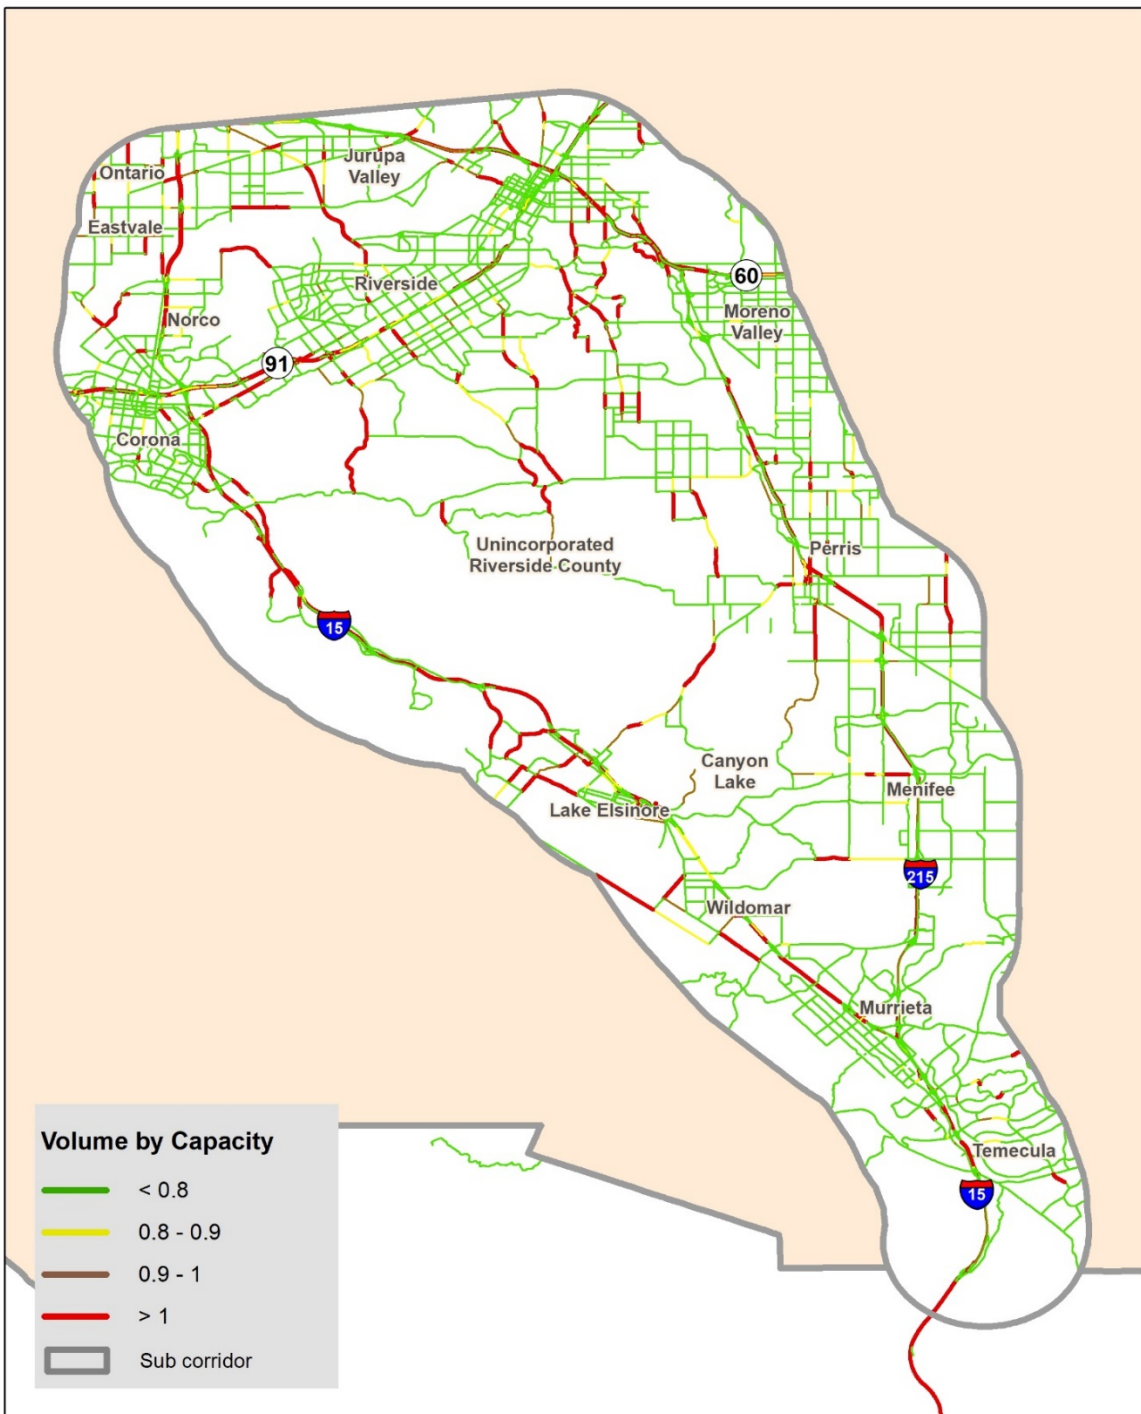 Ontario
Jurupa
Valley
Eastvale
60
Riverside
Moreno
Valley
Norco
91
Corona
Unincorporated
Riverside County
Perris
15
Canyon
Lake
Menifee
Lake Elsinore
215
Wildomar
Murrieta
Temecula
15
Volume by Capacity
< 0.8
0.8 - 0.9
0.9 - 1
> 1
Sub corridor